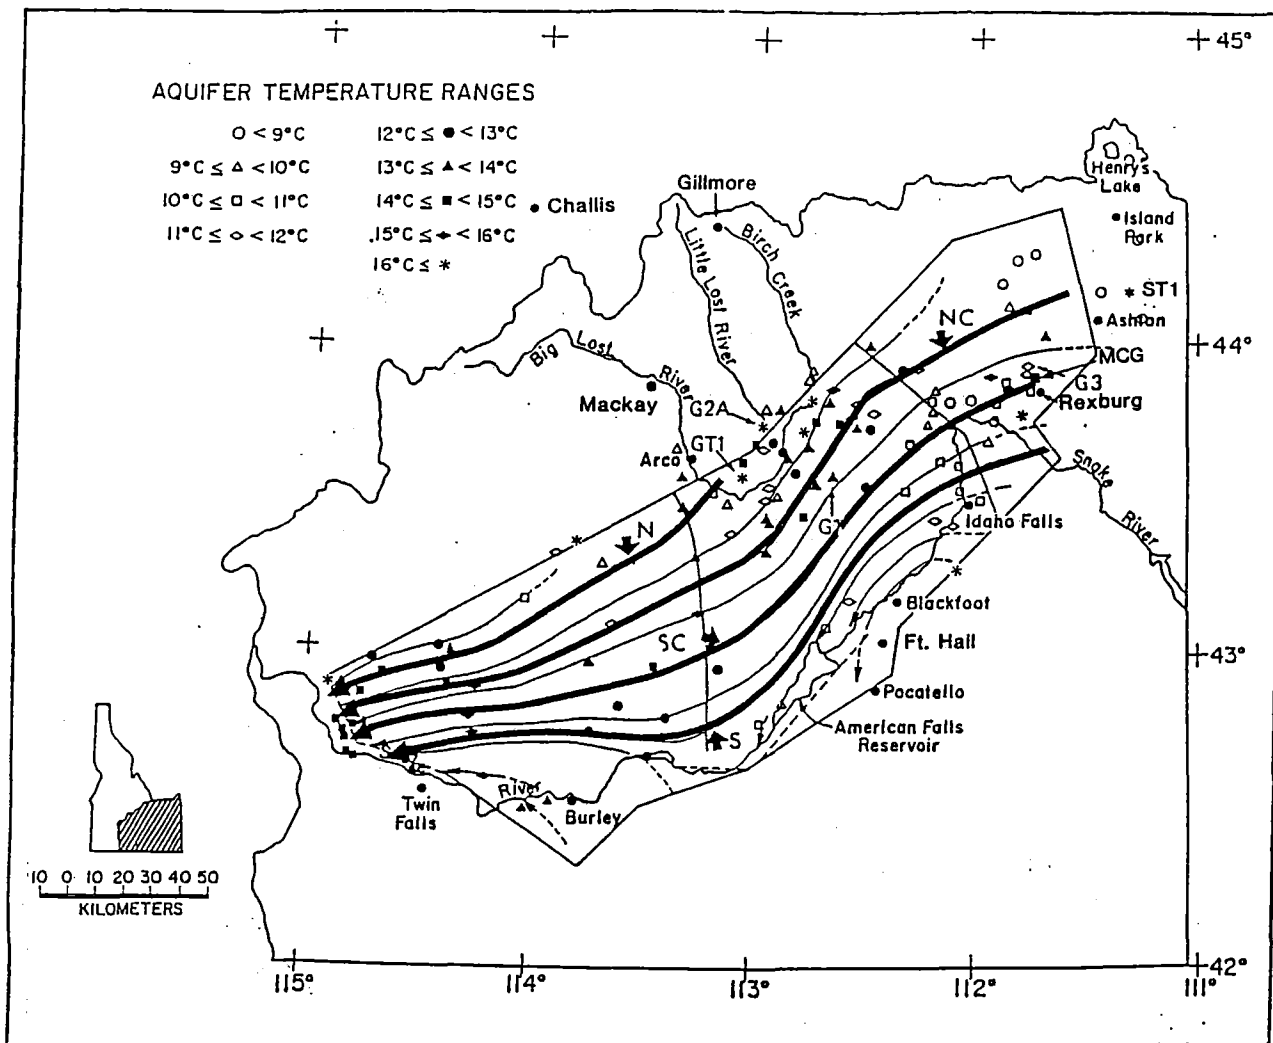 45°
AQUIFER TEMPERATURE RANGES
○ < 9°C
12°C ≤ ● < 13°C
9°C ≤ △ < 10°C
13°C ≤ ▲ < 14°C
10°C ≤ □ < 11°C
14°C ≤ ■ < 15°C
11°C ≤ ◇ < 12°C
15°C ≤ ◆ < 16°C
16°C ≤ *
Challis
Gillmore
Henry's
Lake
Island
Park
Little Lost River
Birch Creek
ST1
Ashton
NC
44°
MCG
Big Lost
River
G3
Rexburg
Mackay
G2A
GT1
Arco
Snake
River
G1
Idaho Falls
N
Blackfoot
SC
Ft. Hall
43°
Pocatello
American Falls
Reservoir
S
River
Twin
Falls
Burley
10 0 10 20 30 40 50
KILOMETERS
42°
115°
114°
113°
112°
111°